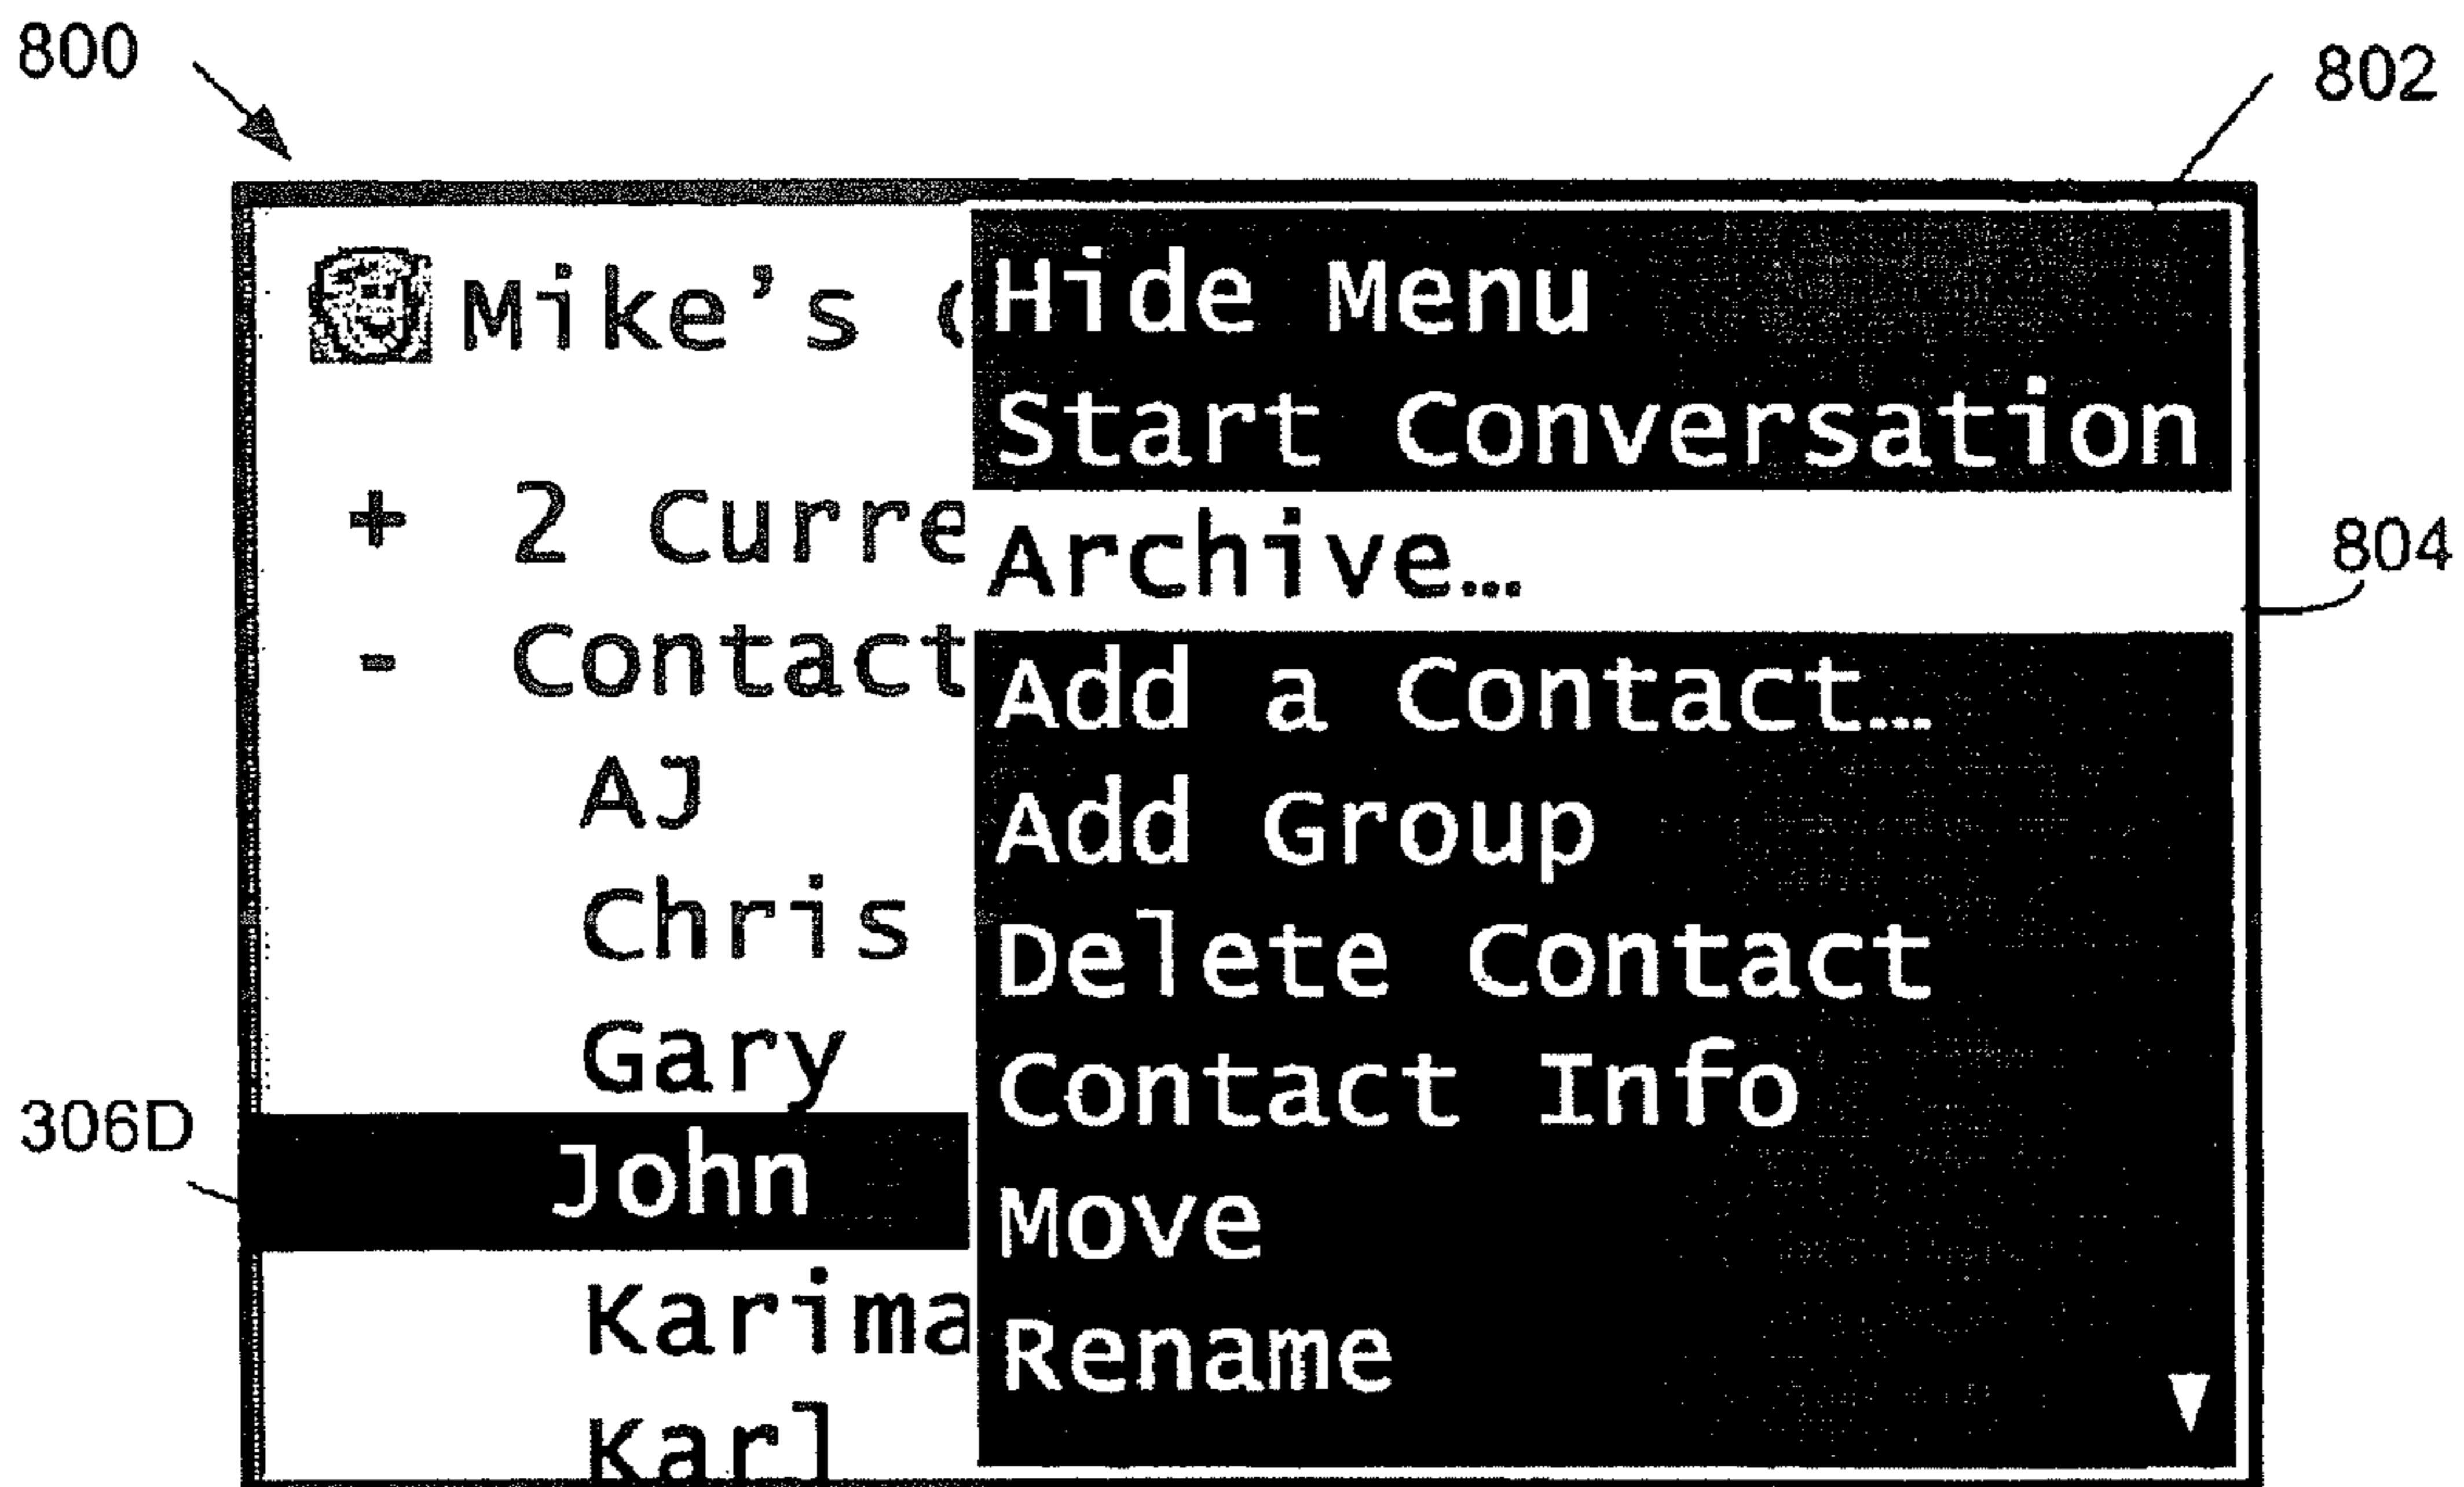 800
802
Mike's
Hide Menu
Start Conversation
+ 2 Curre
Archive…
804
- Contact
Add a Contact…
AJ
Add Group
Chris
Delete Contact
Gary
Contact Info
306D
John
Move
Karima
Rename
Karl